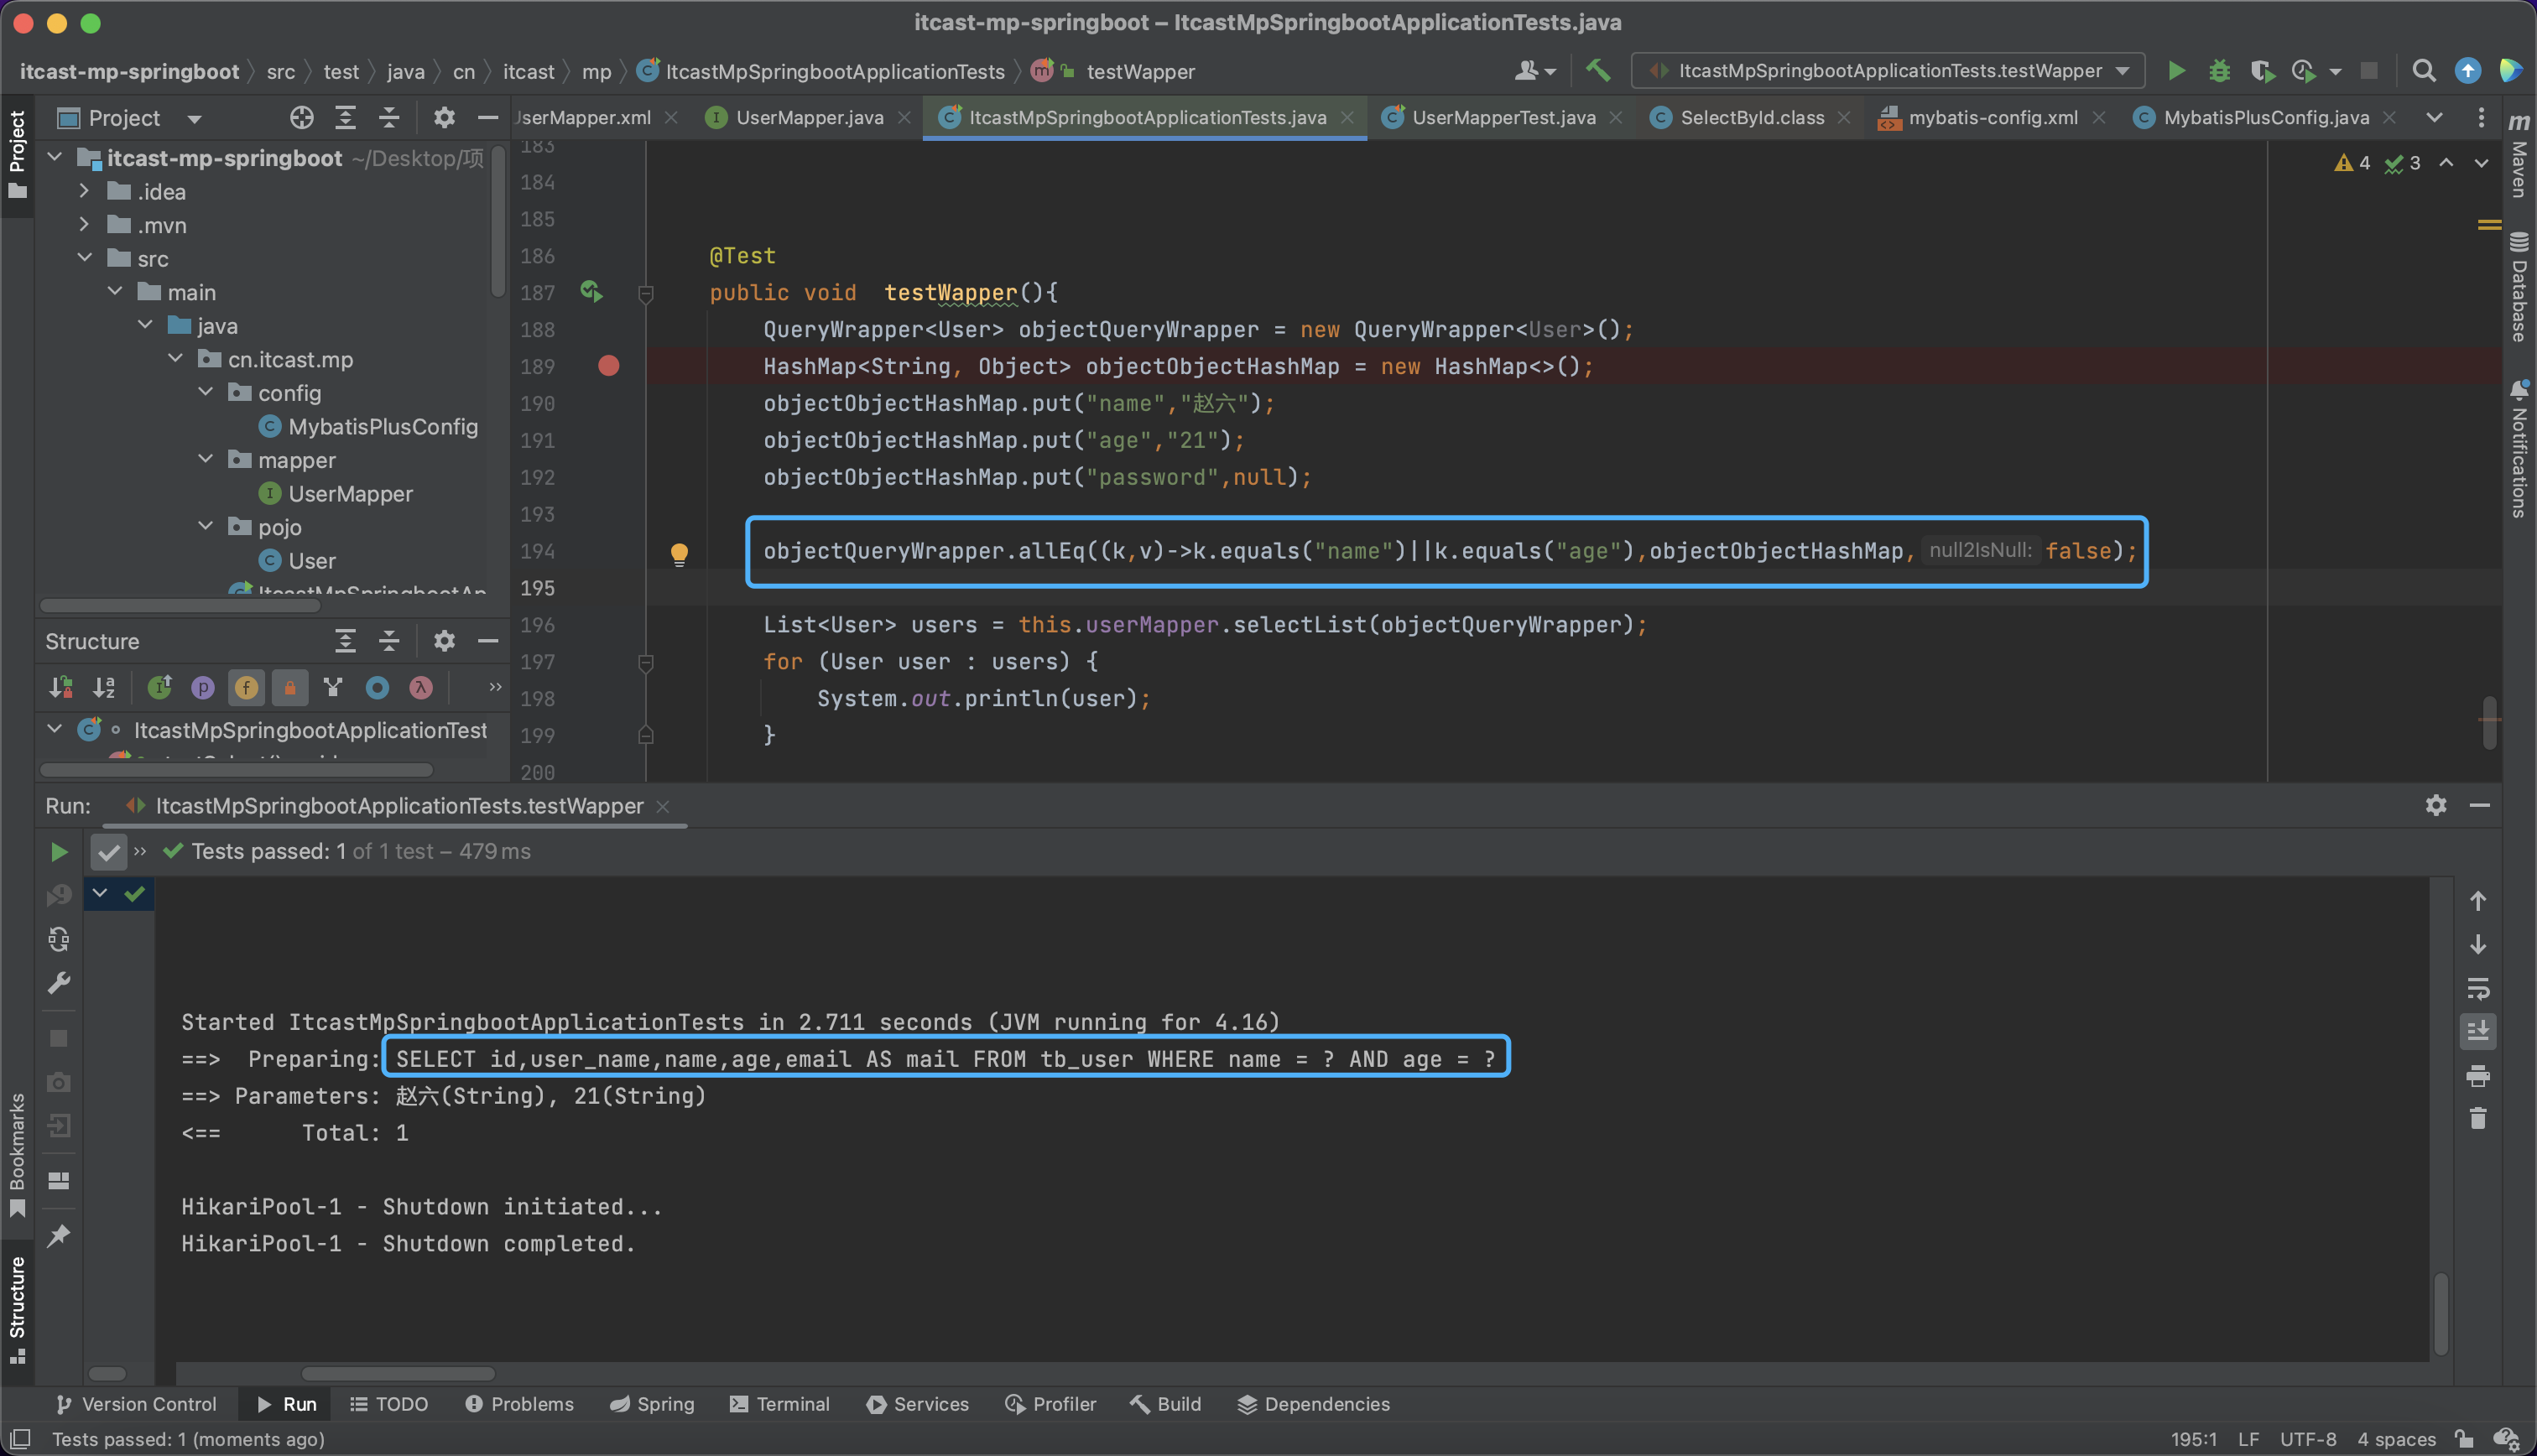 itcast-mp-springboot – ItcastMpSpringbootApplicationTests.java
itcast-mp-springboot src test java cn itcast mp ItcastMpSpringbootApplicationTests testWapper
ItcastMpSpringbootApplicationTests.testWapper
Project
UserMapper.xml UserMapper.java ItcastMpSpringbootApplicationTests.java UserMapperTest.java SelectById.class mybatis-config.xml MybatisPlusConfig.java
itcast-mp-springboot ~/Desktop/项
.idea
.mvn
src
main
java
cn.itcast.mp
config
MybatisPlusConfig
mapper
UserMapper
pojo
User
ItcastMpSpringbootAp
Structure
ItcastMpSpringbootApplicationTest
4 3
183
184
185
186 @Test
187 public void testWapper(){
188 QueryWrapper<User> objectQueryWrapper = new QueryWrapper<User>();
189 HashMap<String, Object> objectObjectHashMap = new HashMap<>();
190 objectObjectHashMap.put("name","赵六");
191 objectObjectHashMap.put("age","21");
192 objectObjectHashMap.put("password",null);
193
194 objectQueryWrapper.allEq((k,v)->k.equals("name")||k.equals("age"),objectObjectHashMap, null2IsNull: false);
195
196 List<User> users = this.userMapper.selectList(objectQueryWrapper);
197 for (User user : users) {
198 System.out.println(user);
199 }
200
Project
Bookmarks
Structure
Maven
Database
Notifications
Run: ItcastMpSpringbootApplicationTests.testWapper
Tests passed: 1 of 1 test – 479 ms
Started ItcastMpSpringbootApplicationTests in 2.711 seconds (JVM running for 4.16)
==>  Preparing: SELECT id,user_name,name,age,email AS mail FROM tb_user WHERE name = ? AND age = ?
==> Parameters: 赵六(String), 21(String)
<==      Total: 1
HikariPool-1 - Shutdown initiated...
HikariPool-1 - Shutdown completed.
Version Control Run TODO Problems Spring Terminal Services Profiler Build Dependencies
Tests passed: 1 (moments ago)
195:1 LF UTF-8 4 spaces